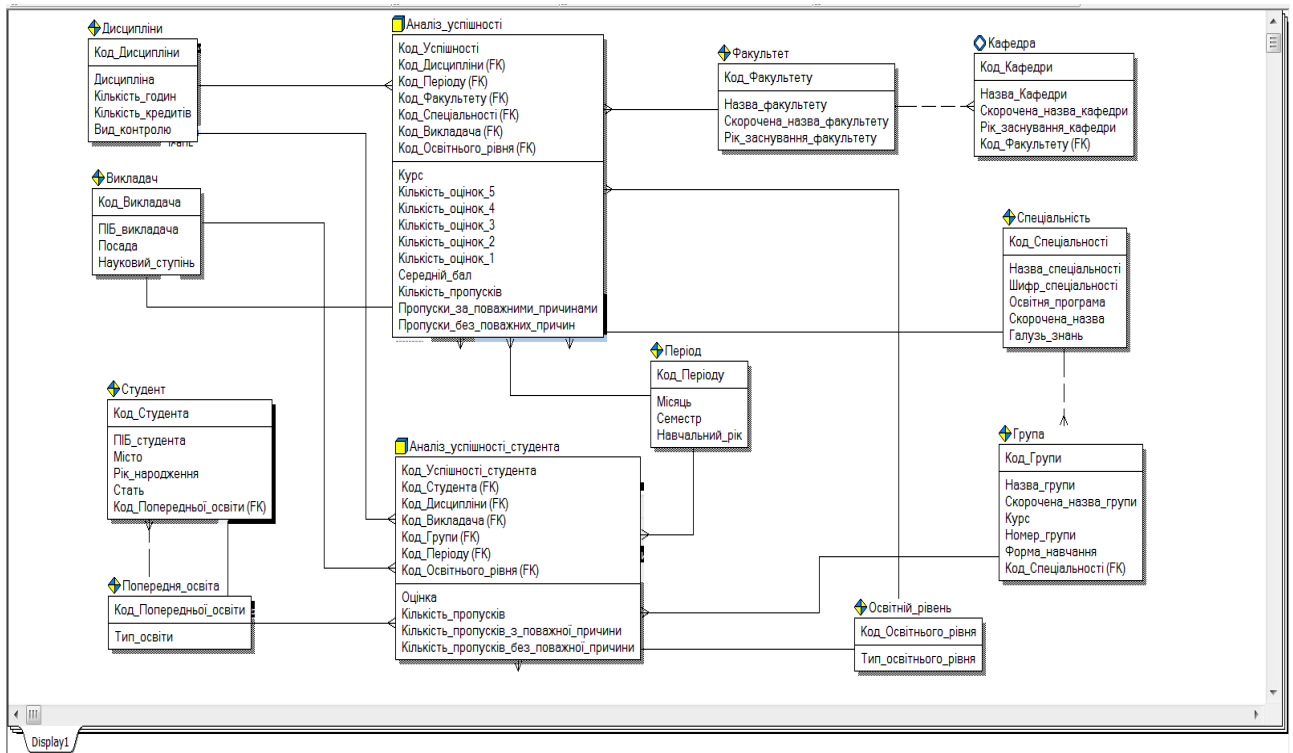 Дисципліни
Код_Дисципліни
Дисципліна
Кількість_годин
Кількість_кредитів
Вид_контролю
Аналіз_успішності
Код_Успішності
Код_Дисципліни (FK)
Код_Періоду (FK)
Код_Факультету (FK)
Код_Спеціальності (FK)
Код_Викладача (FK)
Код_Освітнього_рівня (FK)
Курс
Кількість_оцінок_5
Кількість_оцінок_4
Кількість_оцінок_3
Кількість_оцінок_2
Кількість_оцінок_1
Середній_бал
Кількість_пропусків
Пропуски_за_поважними_причинами
Пропуски_без_поважних_причин
Факультет
Код_Факультету
Назва_факультету
Скорочена_назва_факультету
Рік_заснування_факультету
Кафедра
Код_Кафедри
Назва_Кафедри
Скорочена_назва_кафедри
Рік_заснування_кафедри
Код_Факультету (FK)
Викладач
Код_Викладача
ПІБ_викладача
Посада
Науковий_ступінь
Спеціальність
Код_Спеціальності
Назва_спеціальності
Шифр_спеціальності
Освітня_програма
Скорочена_назва
Галузь_знань
Період
Код_Періоду
Місяць
Семестр
Навчальний_рік
Студент
Код_Студента
ПІБ_студента
Місто
Рік_народження
Стать
Код_Попередньої_освіти (FK)
Аналіз_успішності_студента
Код_Успішності_студента
Код_Студента (FK)
Код_Дисципліни (FK)
Код_Викладача (FK)
Код_Групи (FK)
Код_Періоду (FK)
Код_Освітнього_рівня (FK)
Оцінка
Кількість_пропусків
Кількість_пропусків_з_поважної_причини
Кількість_пропусків_без_поважної_причини
Група
Код_Групи
Назва_групи
Скорочена_назва_групи
Курс
Номер_групи
Форма_навчання
Код_Спеціальності (FK)
Попередня_освіта
Код_Попередньої_освіти
Тип_освіти
Освітній_рівень
Код_Освітнього_рівня
Тип_освітнього_рівня
Display1